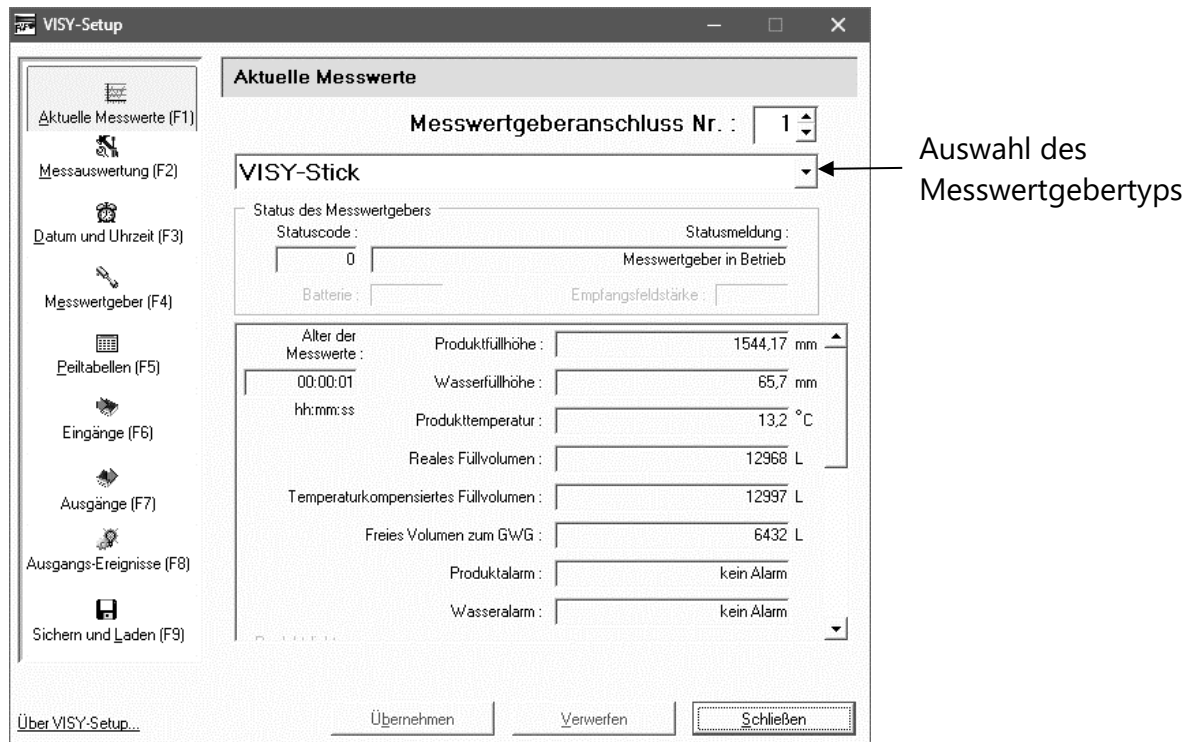 VISY-Setup
Aktuelle Messwerte (F1)
Messauswertung (F2)
Datum und Uhrzeit (F3)
Messwertgeber (F4)
Peiltabellen (F5)
Eingänge (F6)
Ausgänge (F7)
Ausgangs-Ereignisse (F8)
Sichern und Laden (F9)
Über VISY-Setup...
Aktuelle Messwerte
Messwertgeberanschluss Nr. : 1
VISY-Stick
Status des Messwertgebers
Statuscode : Statusmeldung :
0 Messwertgeber in Betrieb
Batterie : Empfangsfeldstärke :
Alter der
Messwerte :
00:00:01
hh:mm:ss
Produktfüllhöhe : 1544,17 mm
Wasserfüllhöhe : 65,7 mm
Produkttemperatur : 13,2 °C
Reales Füllvolumen : 12968 L
Temperaturkompensiertes Füllvolumen : 12997 L
Freies Volumen zum GWG : 6432 L
Produktalarm : kein Alarm
Wasseralarm : kein Alarm
Übernehmen Verwerfen Schließen
Auswahl des
Messwertgebertyps